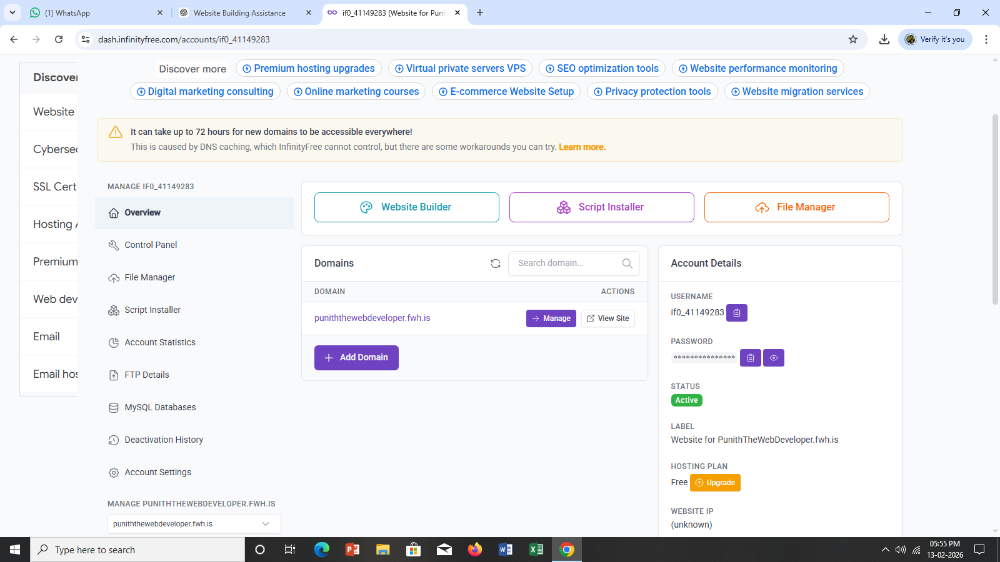 (1) WhatsApp
Website Building Assistance
if0_41149283 (Website for Punit
dash.infinityfree.com/accounts/if0_41149283
Verify it's you
Discover more
Premium hosting upgrades
Virtual private servers VPS
SEO optimization tools
Website performance monitoring
Digital marketing consulting
Online marketing courses
E-commerce Website Setup
Privacy protection tools
Website migration services
Discover
Website
Cybersec
SSL Certi
Hosting A
Premium
Web dev
Email
Email hos
It can take up to 72 hours for new domains to be accessible everywhere!
This is caused by DNS caching, which InfinityFree cannot control, but there are some workarounds you can try. Learn more.
MANAGE IF0_41149283
Overview
Control Panel
File Manager
Script Installer
Account Statistics
FTP Details
MySQL Databases
Deactivation History
Account Settings
MANAGE PUNITHTHEWEBDEVELOPER.FWH.IS
puniththewebdeveloper.fwh.is
Website Builder
Script Installer
File Manager
Domains
Search domain...
DOMAIN
ACTIONS
puniththewebdeveloper.fwh.is
Manage
View Site
Add Domain
Account Details
USERNAME
if0_41149283
PASSWORD
***************
STATUS
Active
LABEL
Website for PunithTheWebDeveloper.fwh.is
HOSTING PLAN
Free
Upgrade
WEBSITE IP
(unknown)
Type here to search
05:55 PM
13-02-2026